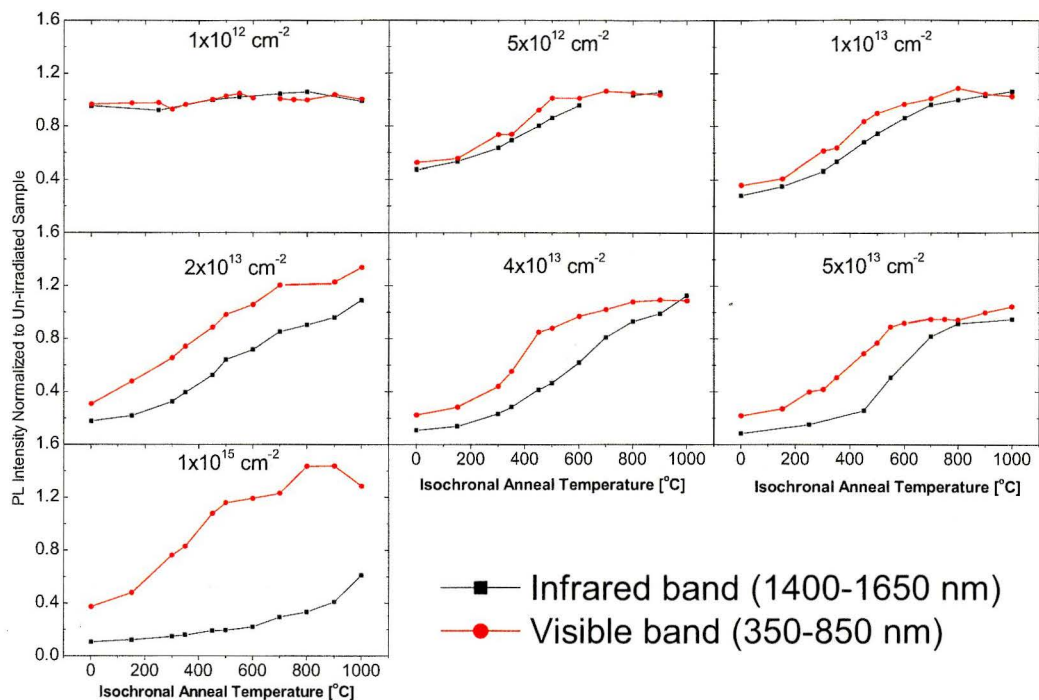 1.6
1x10¹² cm⁻²
5x10¹² cm⁻²
1x10¹³ cm⁻²
1.2
0.8
0.4
1.6
2x10¹³ cm⁻²
4x10¹³ cm⁻²
5x10¹³ cm⁻²
1.2
0.8
0.4
1.6
1x10¹⁵ cm⁻²
0 200 400 600 800 1000
0 200 400 600 800 1000
Isochronal Anneal Temperature [°C]
Isochronal Anneal Temperature [°C]
1.2
0.8
0.4
0.0
0 200 400 600 800 1000
Isochronal Anneal Temperature [°C]
PL Intensity Normalized to Un-irradiated Sample
Infrared band (1400-1650 nm)
Visible band (350-850 nm)